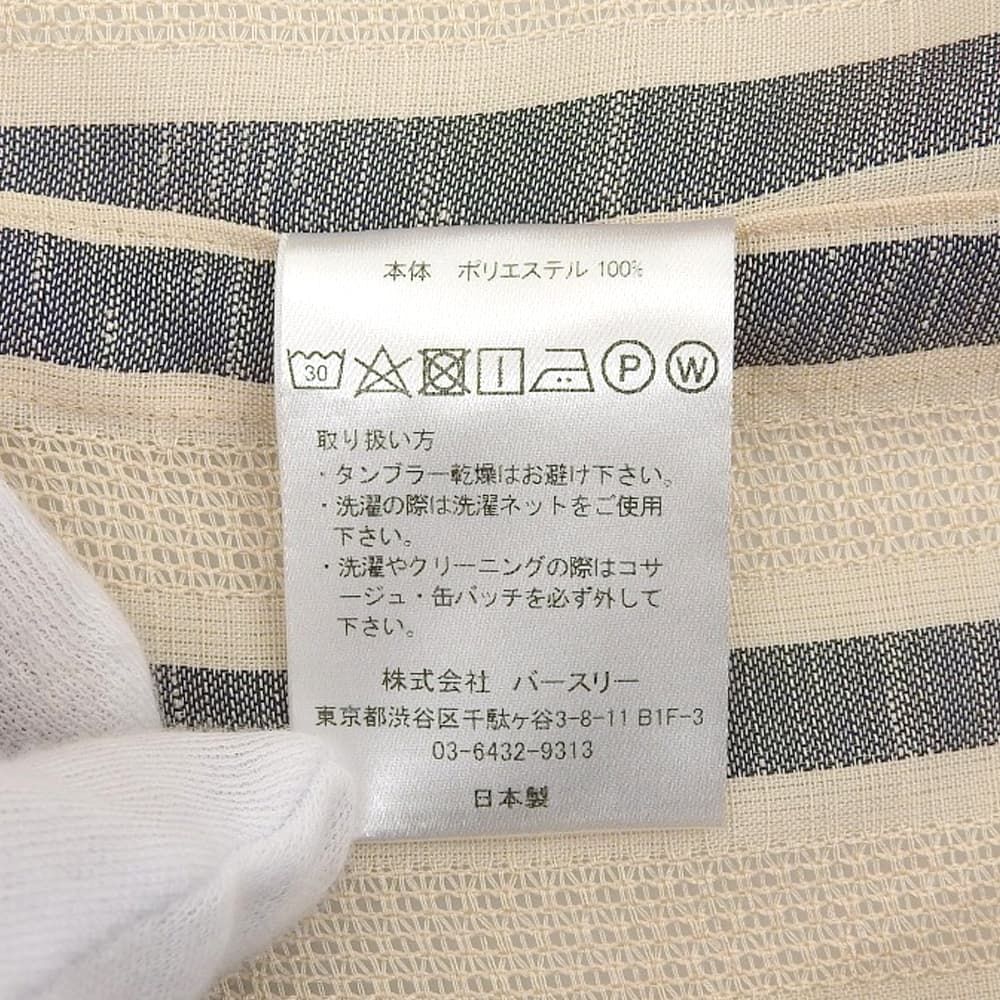 本体　ポリエステル 100%
30 P W
取り扱い方
・タンブラー乾燥はお避け下さい。
・洗濯の際は洗濯ネットをご使用
下さい。
・洗濯やクリーニングの際はコサ
ージュ・缶バッチを必ず外して
下さい。
株式会社　バースリー
東京都渋谷区千駄ヶ谷3-8-11 B1F-3
03-6432-9313
日本製